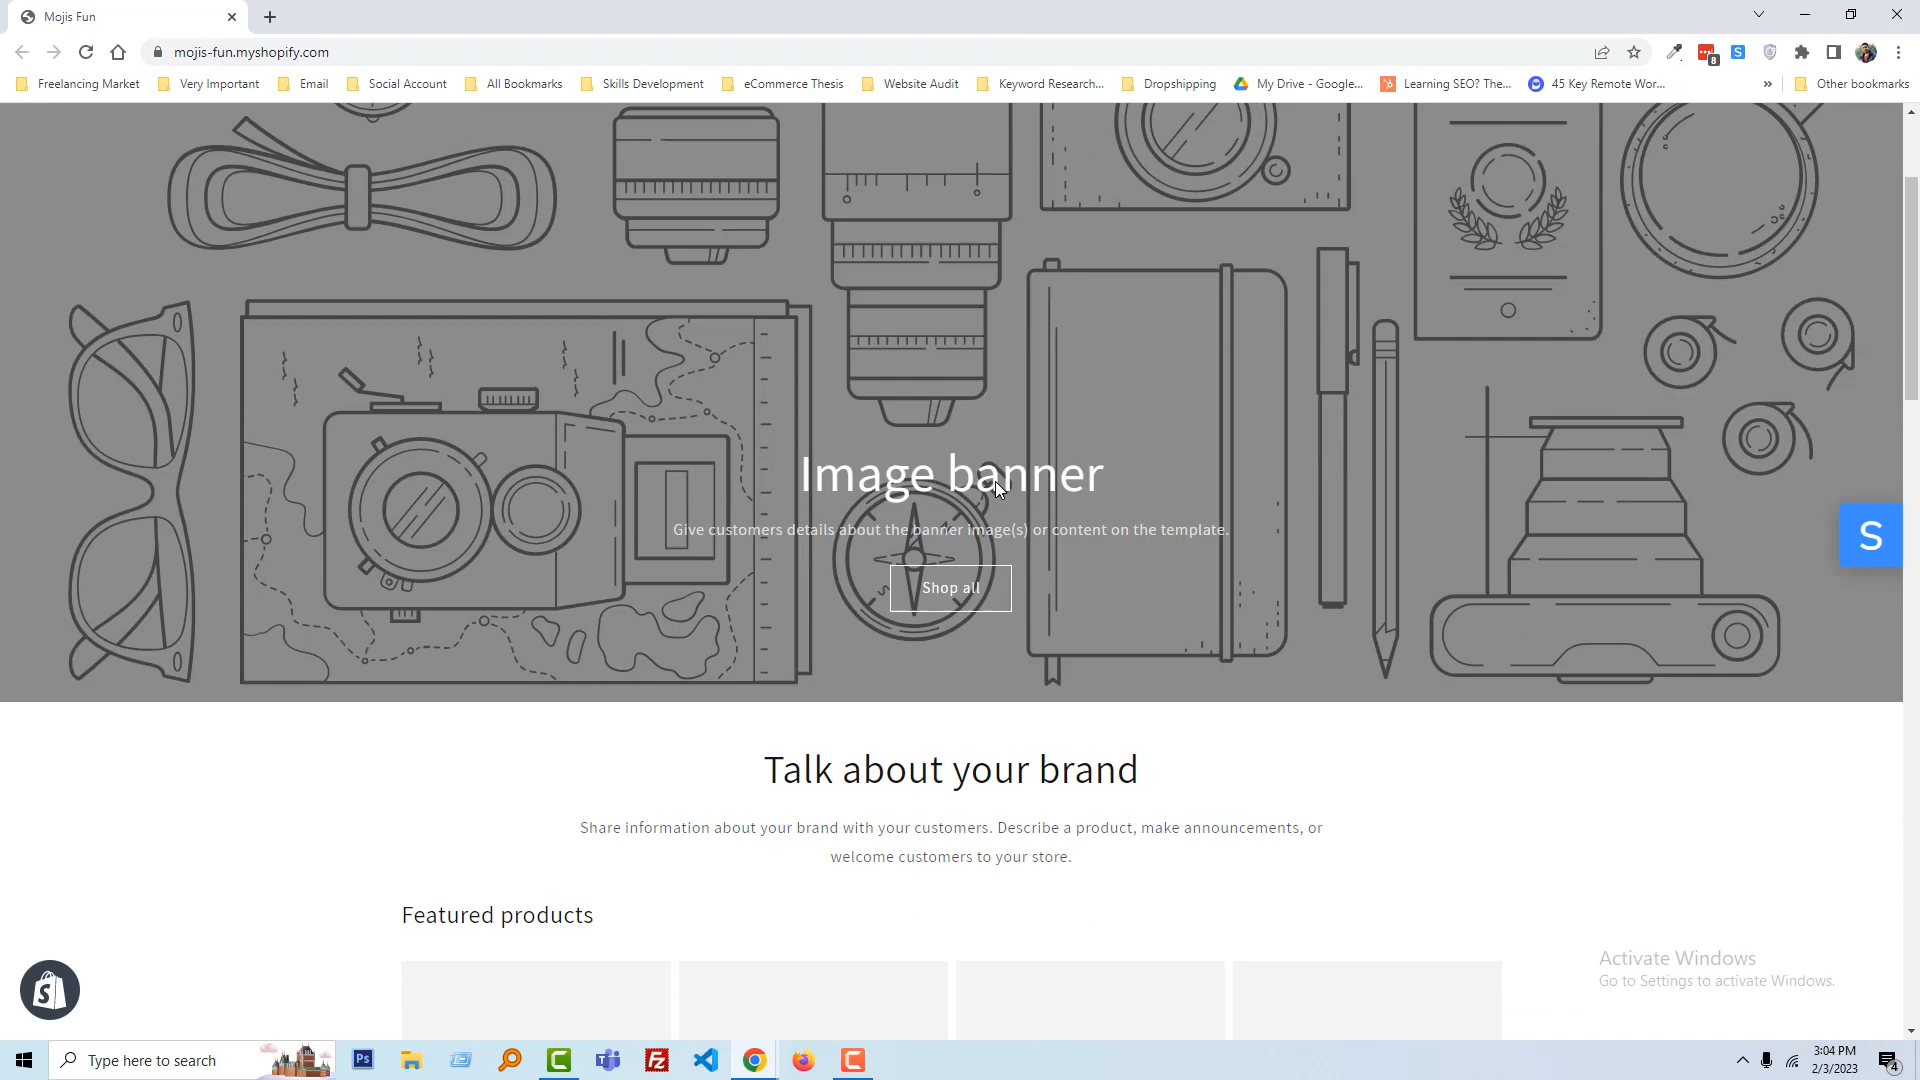 Mojis Fun
mojis-fun.myshopify.com
8
S
Freelancing Market
Very Important
Email
Social Account
All Bookmarks
Skills Development
eCommerce Thesis
Website Audit
Keyword Research...
Dropshipping
My Drive - Google...
Learning SEO? The...
45 Key Remote Wor...
»
Other bookmarks
Image banner
Give customers details about the banner image(s) or content on the template.
Shop all
S
Talk about your brand
Share information about your brand with your customers. Describe a product, make announcements, or
welcome customers to your store.
Featured products
Activate Windows
Go to Settings to activate Windows.
S
Type here to search
Ps
C
T
Fz
C
3:04 PM
2/3/2023
4